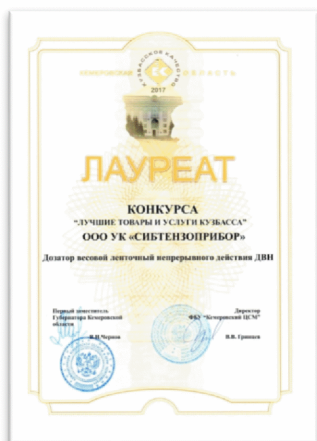 КУЗБАССКОЕ КАЧЕСТВО
КЕМЕРОВСКАЯ ОБЛАСТЬ
2017
ЛАУРЕАТ
КОНКУРСА
"ЛУЧШИЕ ТОВАРЫ И УСЛУГИ КУЗБАССА"
ООО УК «СИБТЕНЗОПРИБОР»
Дозатор весовой ленточный непрерывного действия ДВН
Первый заместитель
Губернатора Кемеровской
области
Директор
ФБУ "Кемеровский ЦСМ"